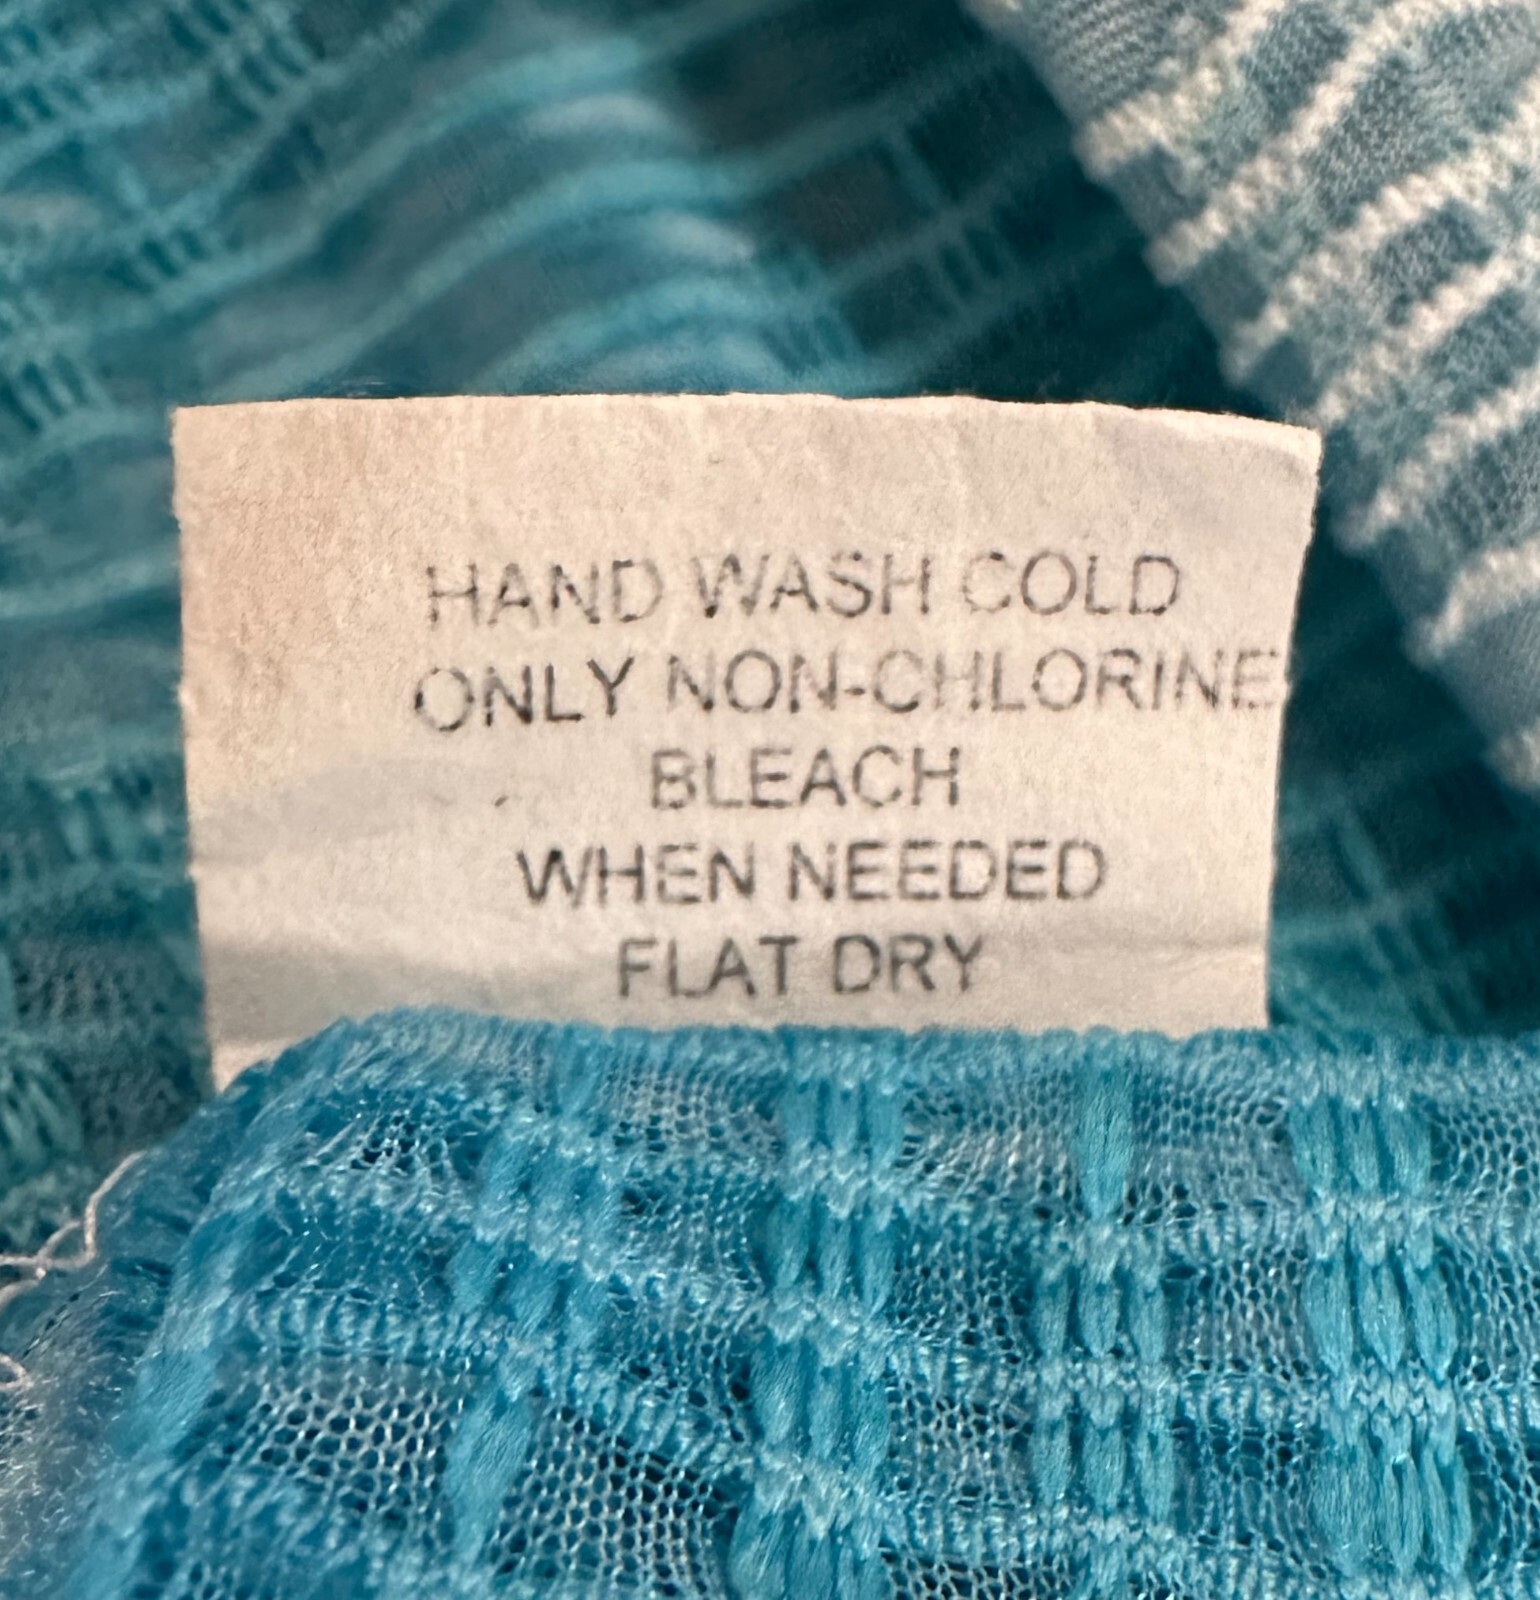 HAND WASH COLD
ONLY NON-CHLORINE
BLEACH
WHEN NEEDED
FLAT DRY